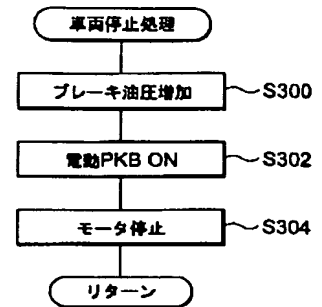 車両停止処理
ブレーキ油圧増加
S300
電動PKB ON
S302
モータ停止
S304
リターン